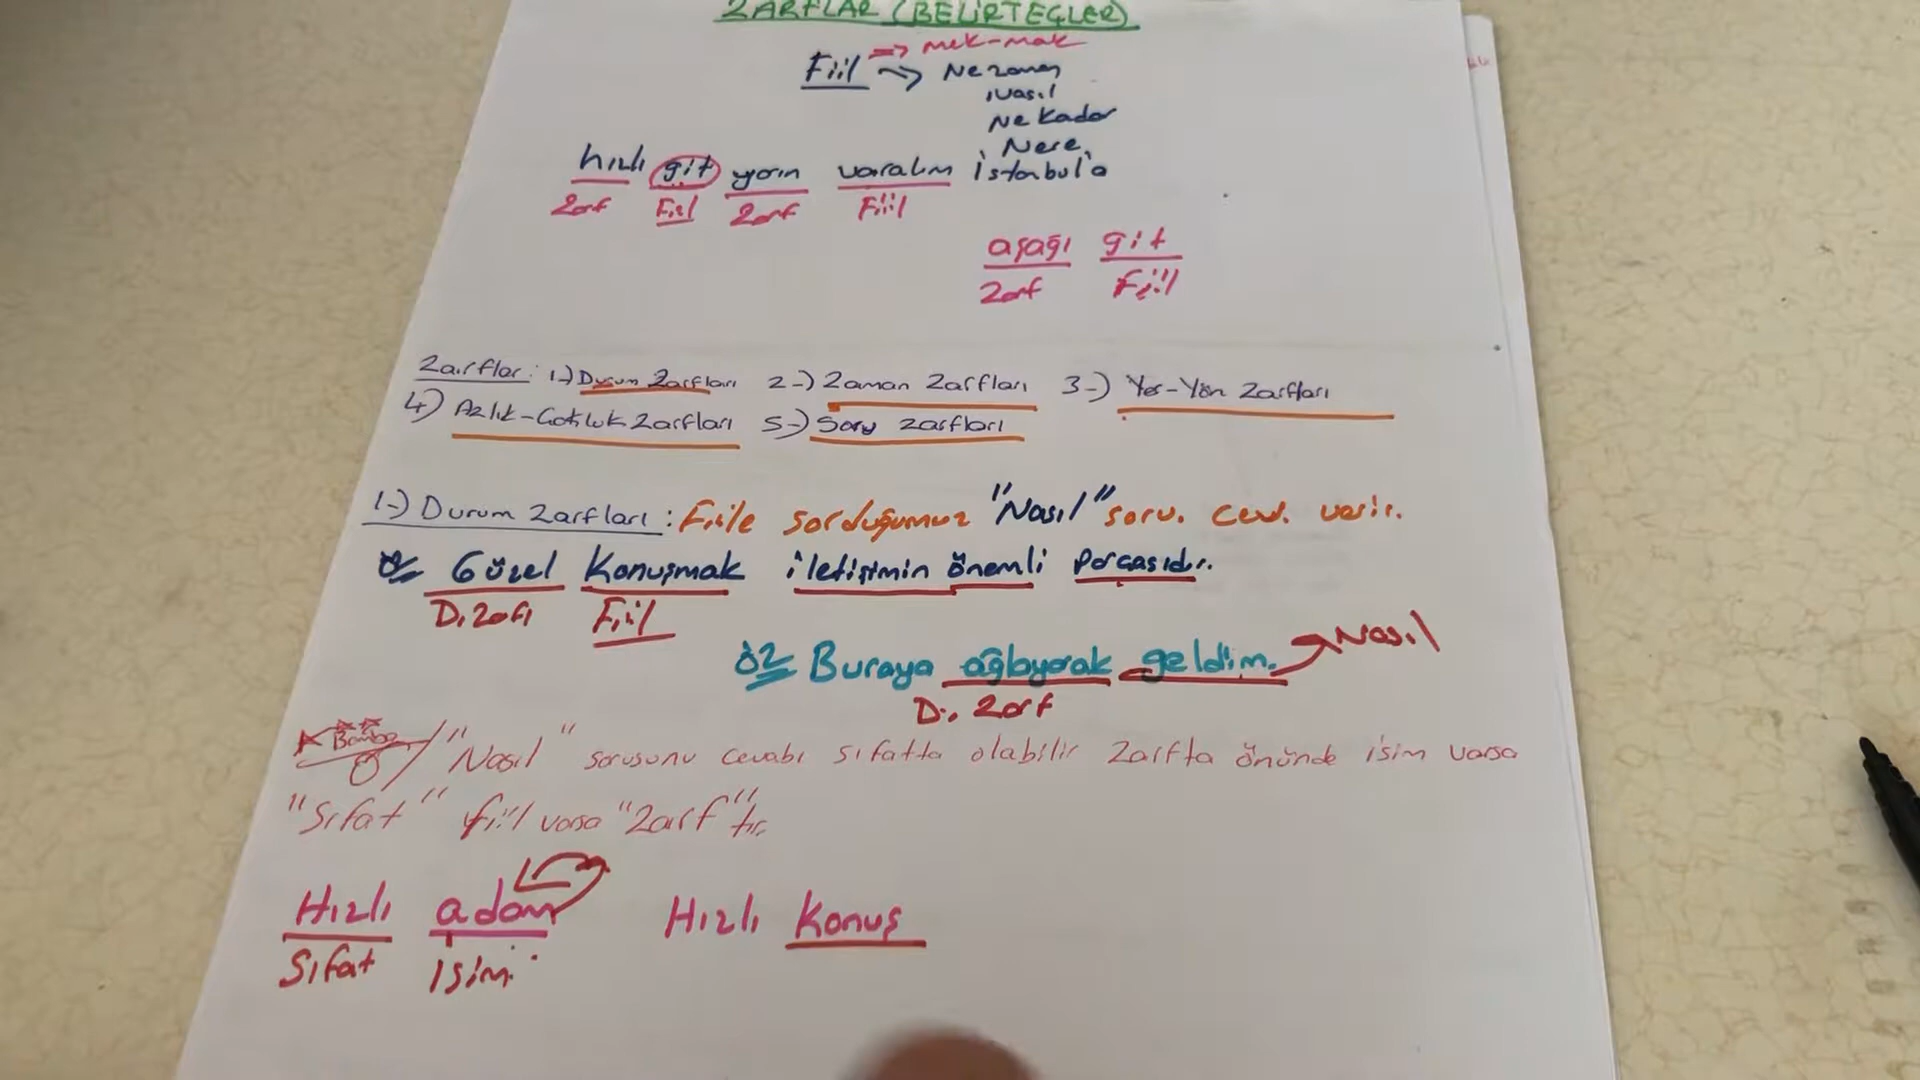 ZARFLAR (BELİRTEÇLER)
Fiil => mek-mak
Ne zaman
Nasıl
Ne Kadar
Nere
hızlı git yarın varalım İstanbul'a
Zarf Fiil Zarf Fiil
aşağı git
Zarf Fiil
Zarflar: 1-) Durum Zarfları 2-) Zaman Zarfları 3-) Yer-Yön Zarfları
4) Azlık-Çokluk Zarfları 5-) Soru zarfları
1-) Durum Zarfları: Fiile sorduğumuz "Nasıl" soru. cev. verir.
Güzel Konuşmak iletişimin önemli parçasıdır.
D. Zarfı Fiil
Buraya ağlayarak geldim. Nasıl
D. Zarf
Bomba "Nasıl" sorusunu cevabı sıfatta olabilir Zarfta önünde isim varsa
"Sıfat" fiil varsa "Zarf" tır
Hızlı adam Hızlı Konuş
Sıfat isim